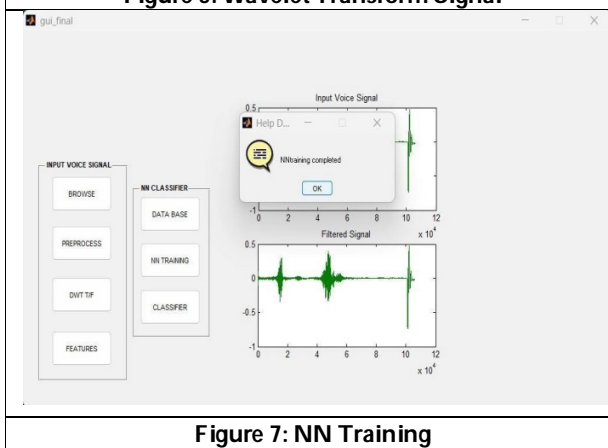 Figure 6: Wavelet Transform Signal
gui_final
Input Voice Signal
0.5
Help D...
NNtraining completed
OK
-1
0 2 4 6 8 10 12
x 10^4
INPUT VOICE SIGNAL
BROWSE
PREPROCESS
DWT T/F
FEATURES
NN CLASSIFIER
DATA BASE
NN TRAINING
CLASSIFIER
Filtered Signal
0.5
0
-0.5
-1
0 2 4 6 8 10 12
x 10^4
Figure 7: NN Training